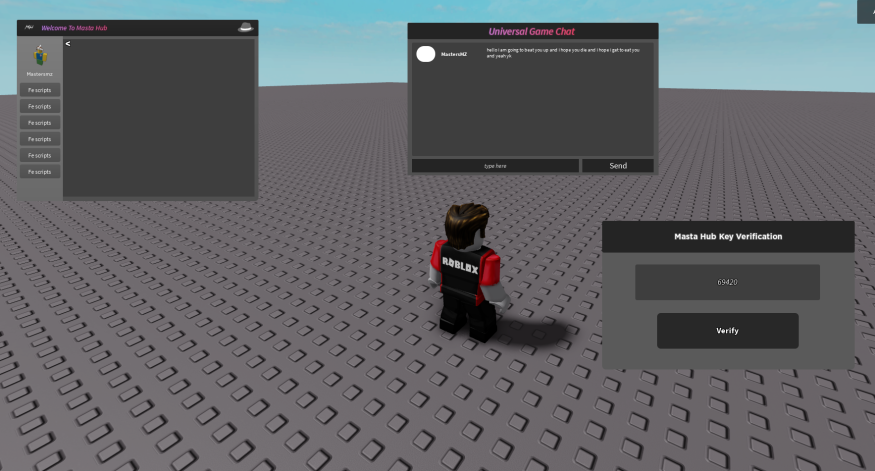 Welcome To Masta Hub
<
Mastersmz
Fe scripts
Fe scripts
Fe scripts
Fe scripts
Fe scripts
Fe scripts
Universal Game Chat
MastersMZ
hello i am going to beat you up and i hope you die and i hope i get to eat you
and yeah yk
type here
Send
ROBLOX
Masta Hub Key Verification
69420
Verify